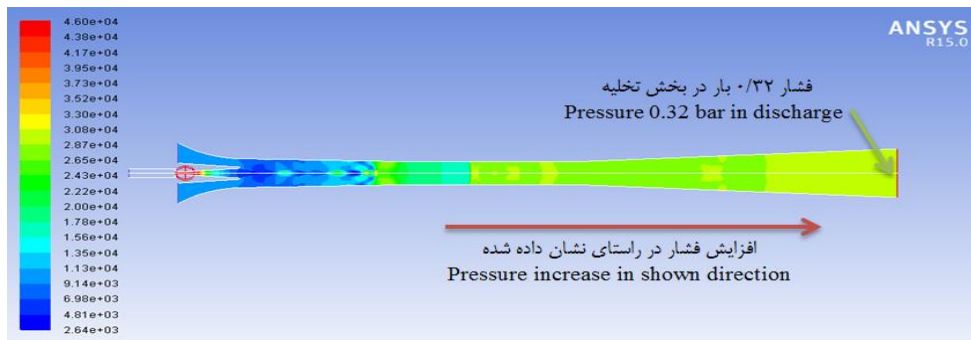 4.60e+04
4.38e+04
4.17e+04
3.95e+04
3.73e+04
3.52e+04
3.30e+04
3.08e+04
2.87e+04
2.65e+04
2.43e+04
2.22e+04
2.00e+04
1.78e+04
1.56e+04
1.35e+04
1.13e+04
9.14e+03
6.98e+03
4.81e+03
2.64e+03
ANSYS
R15.0
فشار ۰/۳۲ بار در بخش تخلیه
Pressure 0.32 bar in discharge
افزایش فشار در راستای نشان داده شده
Pressure increase in shown direction